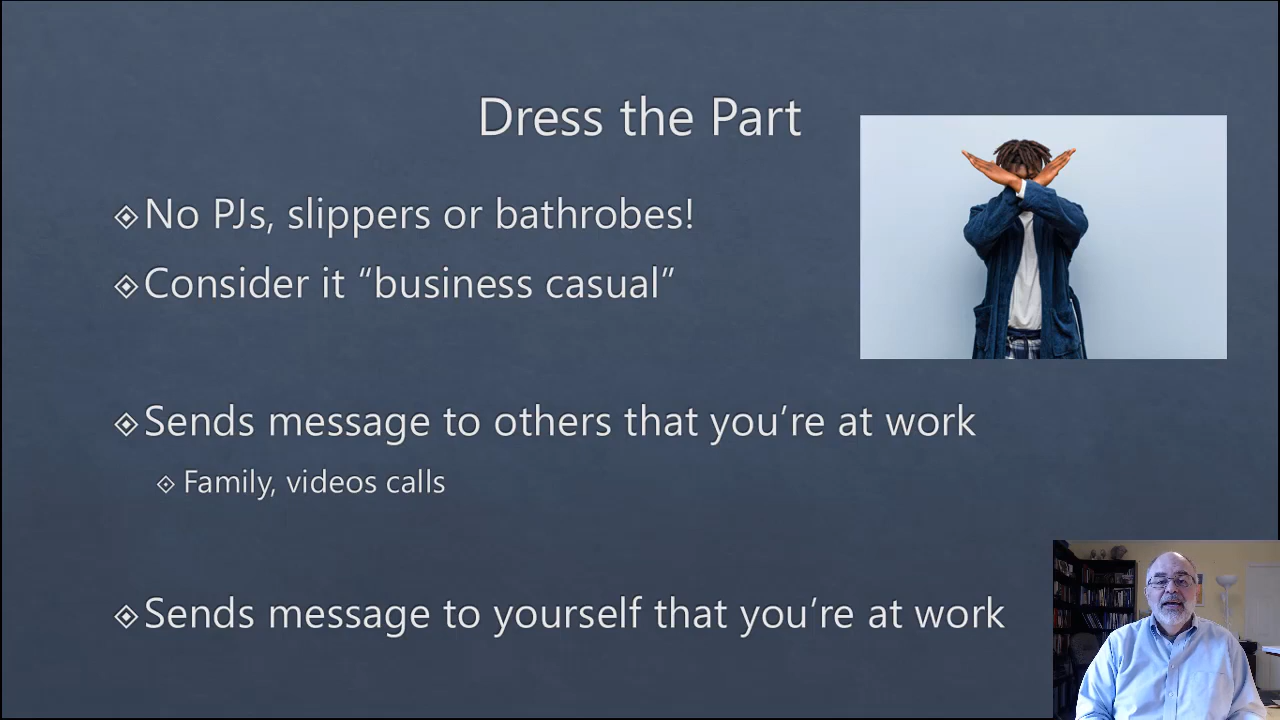 Dress the Part
No PJs, slippers or bathrobes!
Consider it “business casual”
Sends message to others that you’re at work
Family, videos calls
Sends message to yourself that you’re at work